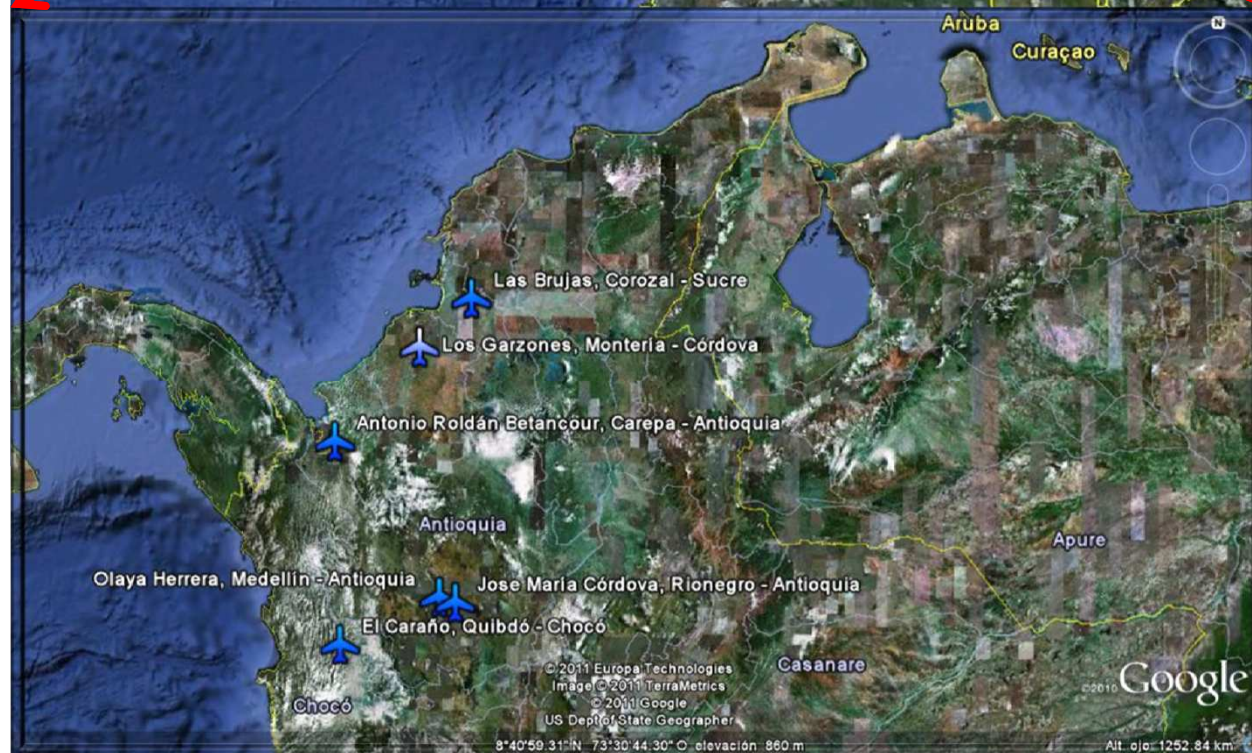 Aruba
Curaçao
N
Las Brujas, Corozal - Sucre
Los Garzones, Montería - Córdova
Antonio Roldán Betancour, Carepa - Antioquia
Antioquia
Apure
Olaya Herrera, Medellín - Antioquia
Jose María Córdova, Rionegro - Antioquia
El Caraño, Quibdó - Chocó
Casanare
© 2011 Europa Technologies
Image © 2011 TerraMetrics
© 2011 Google
US Dept of State Geographer
©2010 Google
Chocó
8°40'59.31" N 73°30'44.30" O elevación 860 m
Alt. ojo 1252.84 km